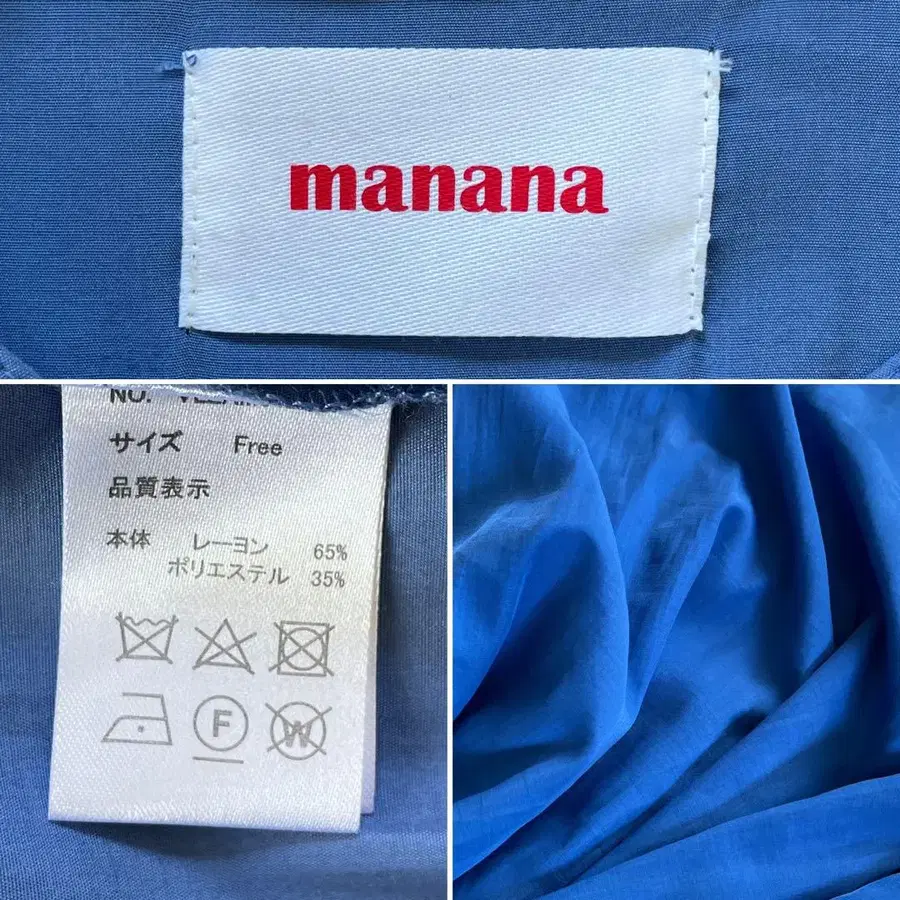 manana
NO.
サイズ Free
品質表示
本体 レーヨン 65%
ポリエステル 35%
F
W